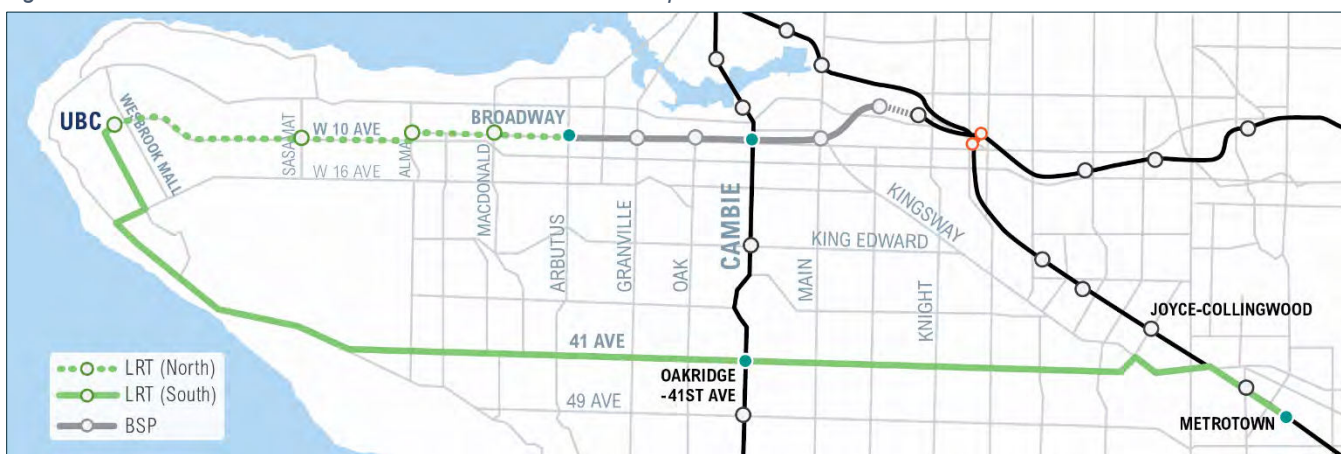 UBC
WESBROOK MALL
SASAMAT
W 10 AVE
ALMA
W 16 AVE
MACDONALD
BROADWAY
ARBUTUS
GRANVILLE
OAK
CAMBIE
MAIN
KING EDWARD
KINGSWAY
KNIGHT
JOYCE-COLLINGWOOD
41 AVE
OAKRIDGE
-41ST AVE
49 AVE
METROTOWN
LRT (North)
LRT (South)
BSP